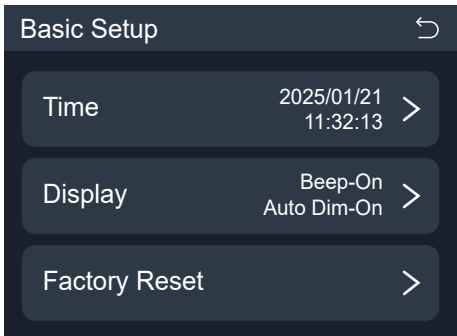 Basic Setup
Time
2025/01/21
11:32:13
Display
Beep-On
Auto Dim-On
Factory Reset